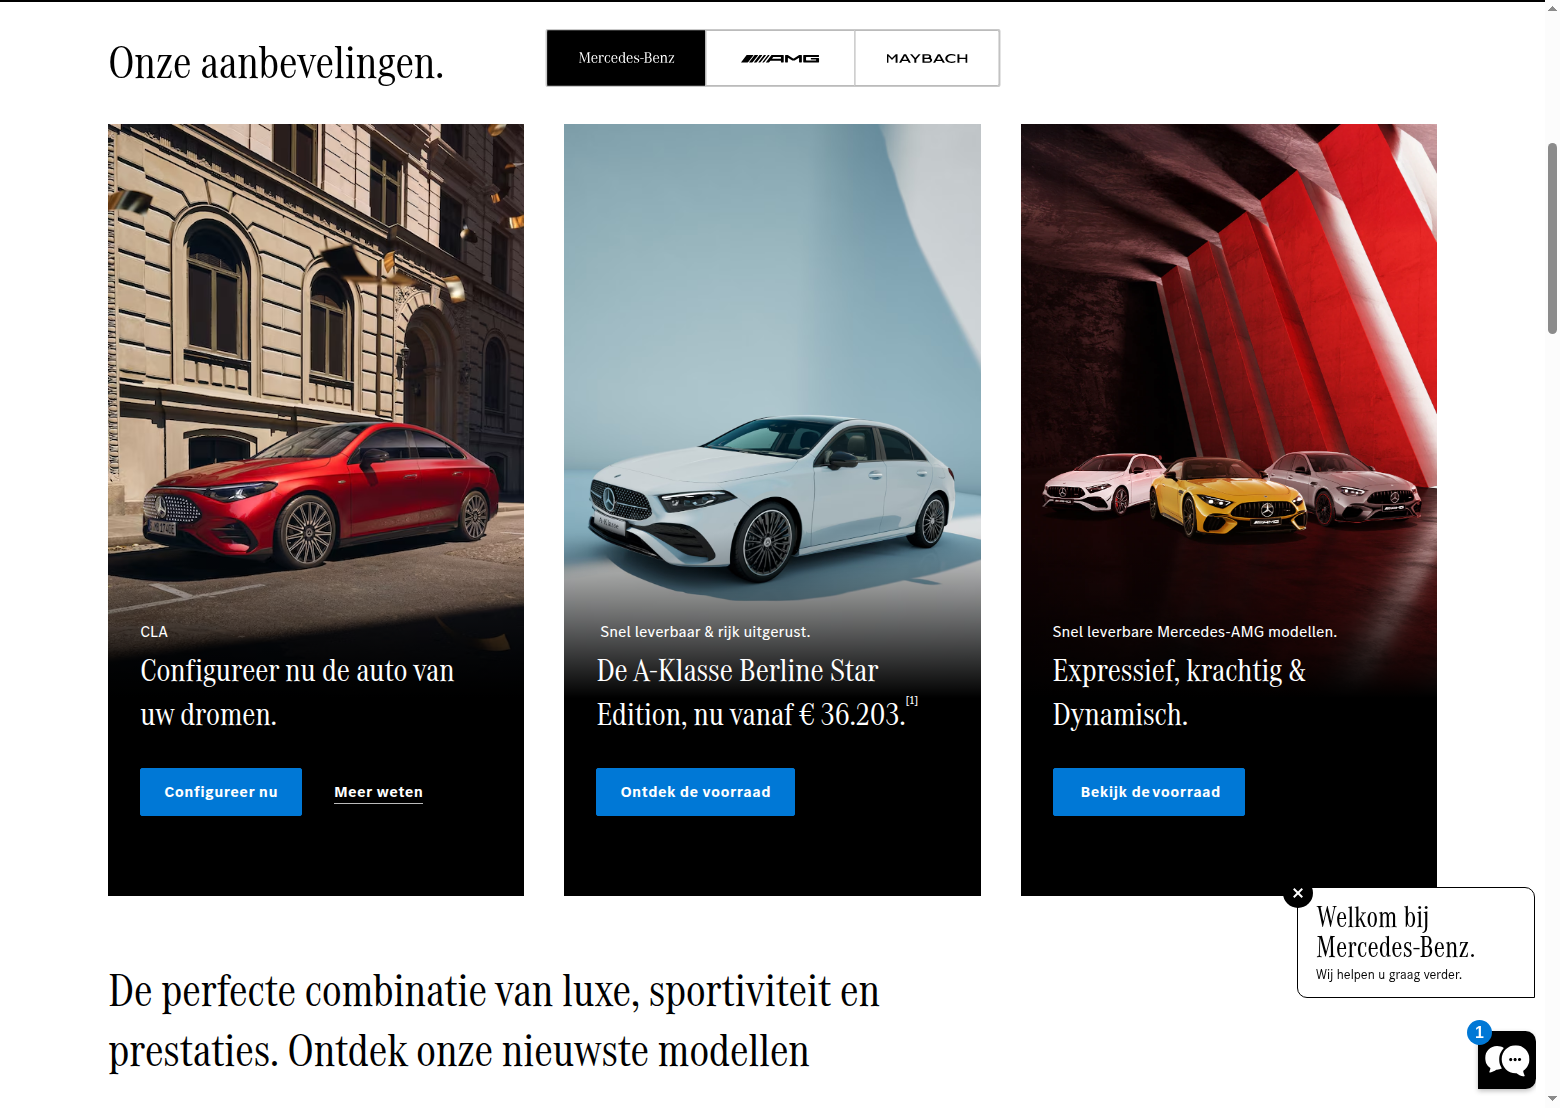 Onze aanbevelingen.
Mercedes-Benz
AMG
MAYBACH
CLA
Configureer nu de auto van
uw dromen.
Configureer nu
Meer weten
Snel leverbaar & rijk uitgerust.
De A-Klasse Berline Star
Edition, nu vanaf € 36.203.[1]
Ontdek de voorraad
Snel leverbare Mercedes-AMG modellen.
Expressief, krachtig &
Dynamisch.
Bekijk de voorraad
Welkom bij
Mercedes-Benz.
Wij helpen u graag verder.
De perfecte combinatie van luxe, sportiviteit en
prestaties. Ontdek onze nieuwste modellen
1